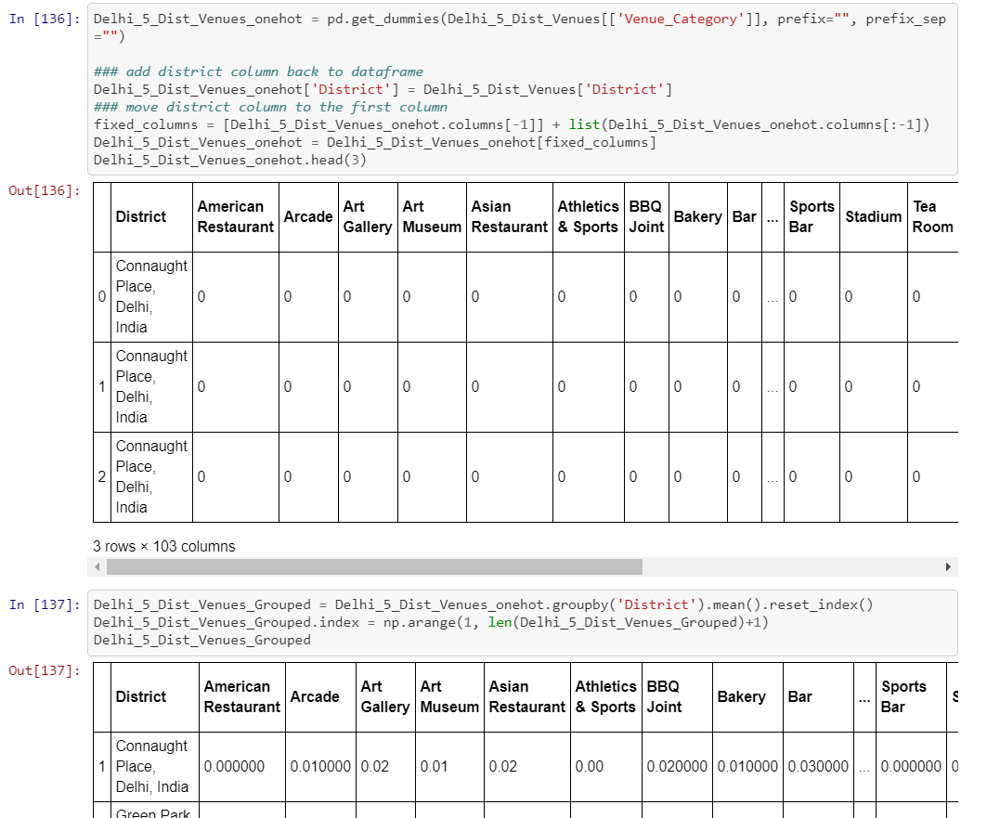 In [136]: Delhi_5_Dist_Venues_onehot = pd.get_dummies(Delhi_5_Dist_Venues[['Venue_Category']], prefix="", prefix_sep
="")
### add district column back to dataframe
Delhi_5_Dist_Venues_onehot['District'] = Delhi_5_Dist_Venues['District']
### move district column to the first column
fixed_columns = [Delhi_5_Dist_Venues_onehot.columns[-1]] + list(Delhi_5_Dist_Venues_onehot.columns[:-1])
Delhi_5_Dist_Venues_onehot = Delhi_5_Dist_Venues_onehot[fixed_columns]
Delhi_5_Dist_Venues_onehot.head(3)
Out[136]:
District American Restaurant Arcade Art Gallery Art Museum Asian Restaurant Athletics & Sports BBQ Joint Bakery Bar ... Sports Bar Stadium Tea Room
0 Connaught Place, Delhi, India 0 0 0 0 0 0 0 0 0 ... 0 0 0
1 Connaught Place, Delhi, India 0 0 0 0 0 0 0 0 0 ... 0 0 0
2 Connaught Place, Delhi, India 0 0 0 0 0 0 0 0 0 ... 0 0 0
3 rows × 103 columns
In [137]: Delhi_5_Dist_Venues_Grouped = Delhi_5_Dist_Venues_onehot.groupby('District').mean().reset_index()
Delhi_5_Dist_Venues_Grouped.index = np.arange(1, len(Delhi_5_Dist_Venues_Grouped)+1)
Delhi_5_Dist_Venues_Grouped
Out[137]:
District American Restaurant Arcade Art Gallery Art Museum Asian Restaurant Athletics & Sports BBQ Joint Bakery Bar ... Sports Bar S
1 Connaught Place, Delhi, India 0.000000 0.010000 0.02 0.01 0.02 0.00 0.020000 0.010000 0.030000 ... 0.000000 0
Green Park